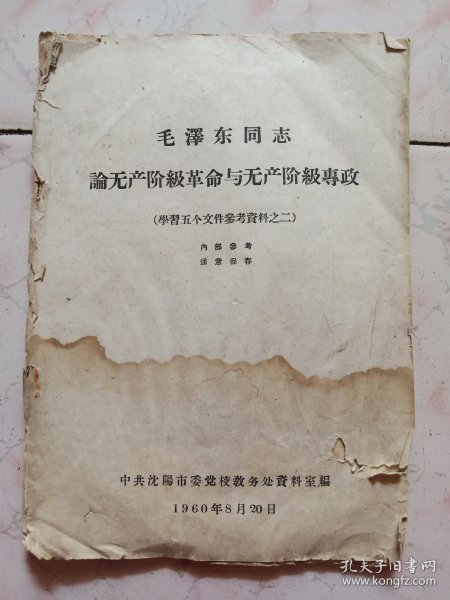 毛澤东同志
論无产阶級革命与无产阶級專政
(學習五个文件參考資料之二)
內部參考
注意保存
中共沈陽市委党校教务处資料室編
1960年8月20日
孔夫子旧书网
www.kongfz.com